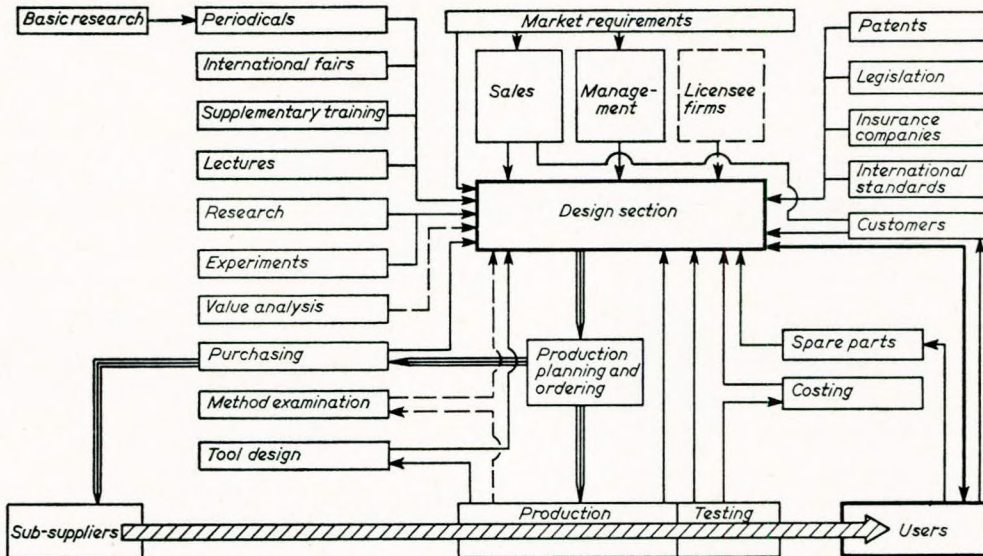 Basic research
Periodicals
Market requirements
Patents
International fairs
Sales
Manage-
ment
Licensee
firms
Legislation
Supplementary training
Insurance
companies
Lectures
International
standards
Research
Design section
Customers
Experiments
Value analysis
Purchasing
Production
planning and
ordering
Spare parts
Method examination
Costing
Tool design
Sub-suppliers
Production
Testing
Users